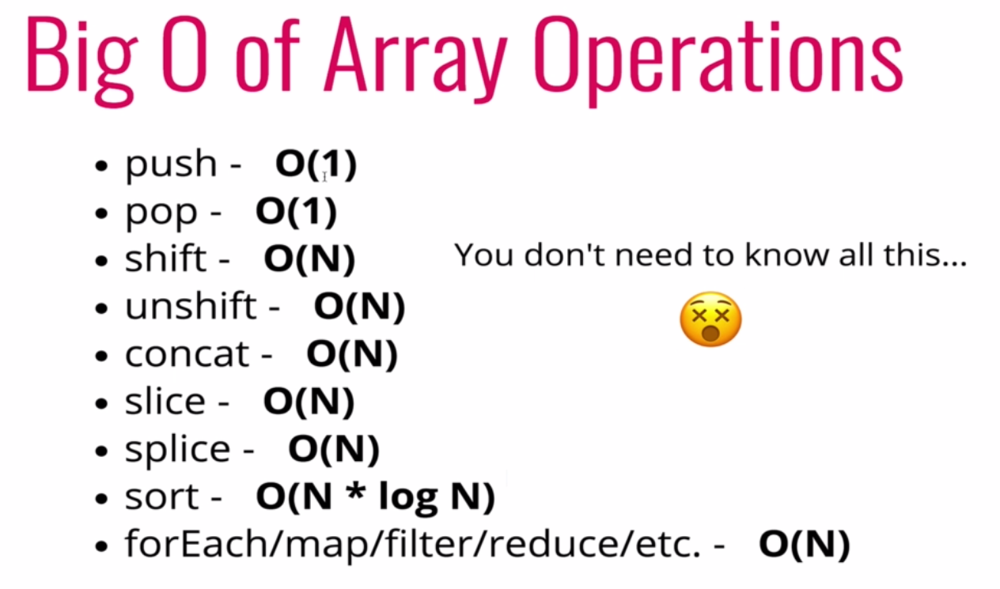 Big O of Array Operations
• push - O(1)
• pop - O(1)
• shift - O(N)
You don't need to know all this...
• unshift - O(N)
• concat - O(N)
• slice - O(N)
• splice - O(N)
• sort - O(N * log N)
• forEach/map/filter/reduce/etc. - O(N)